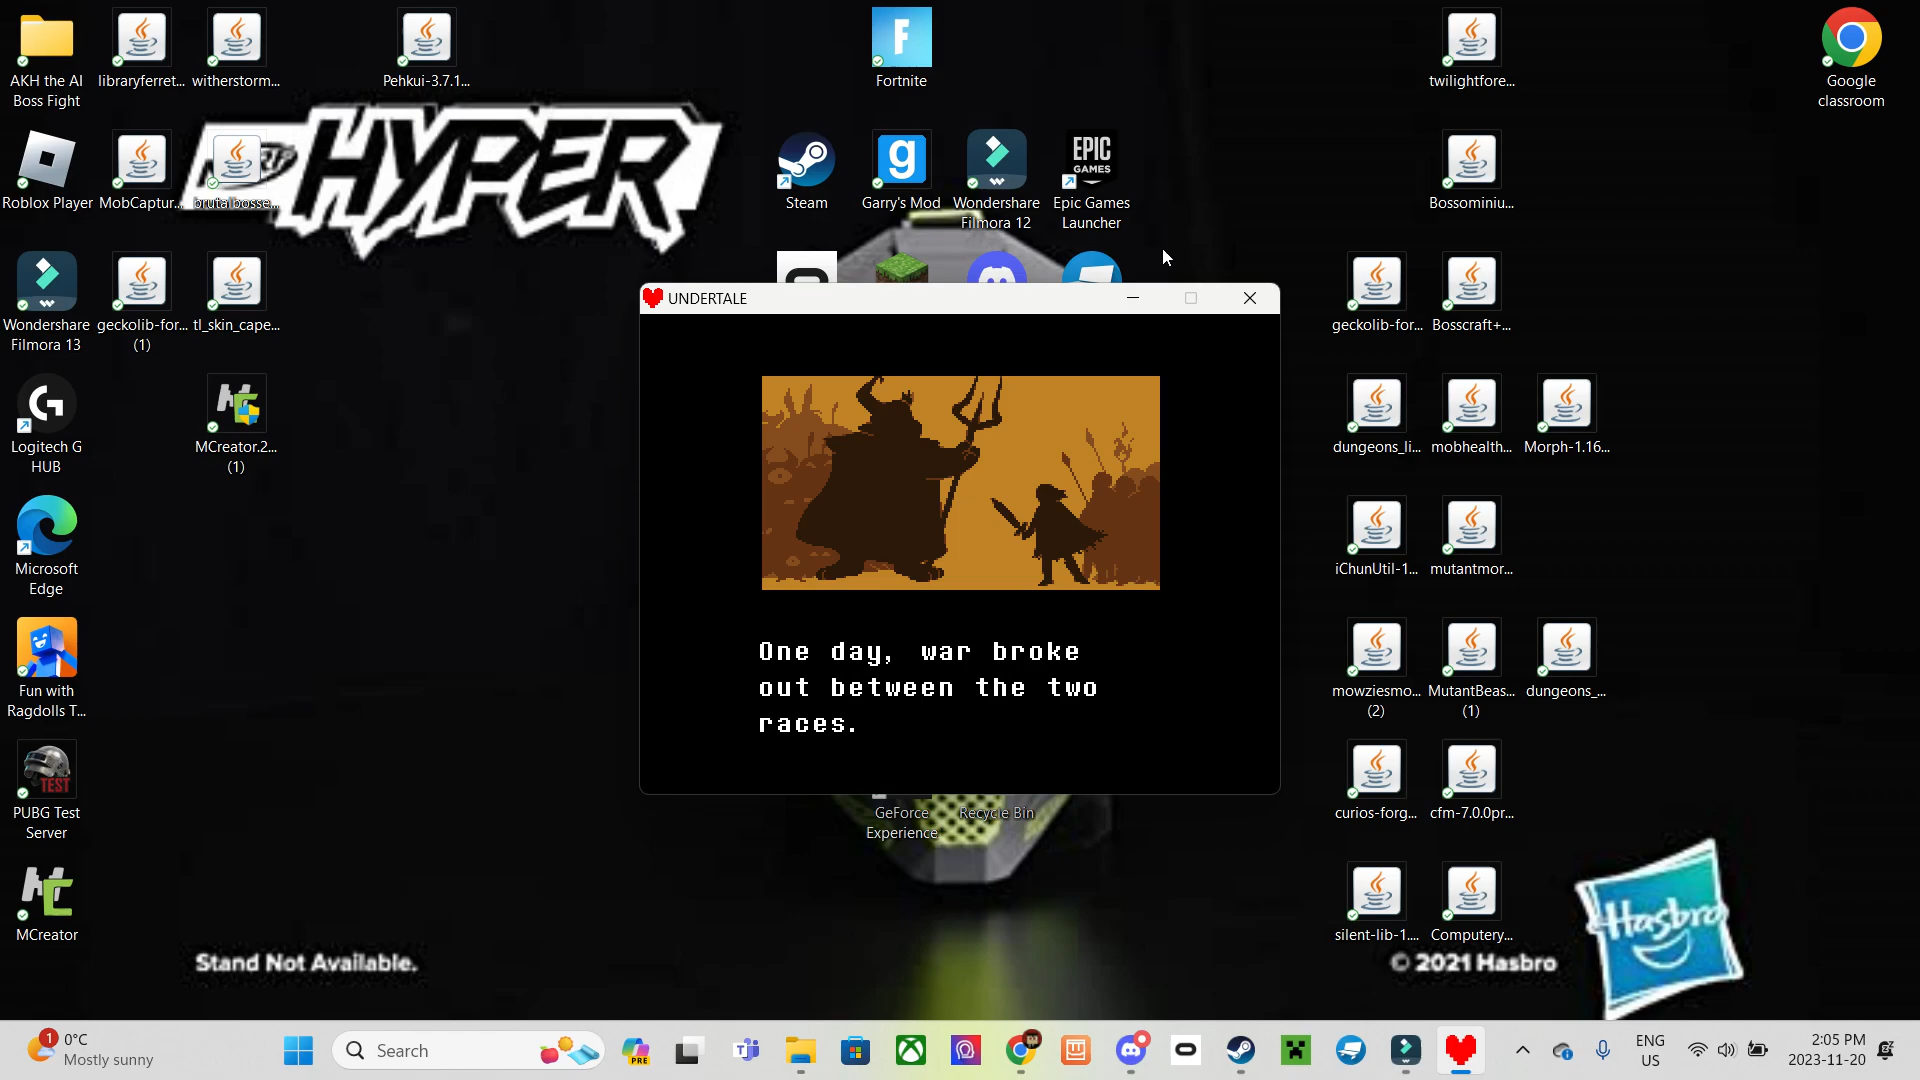 AKH the AI
Boss Fight
libraryferret...
witherstorm...
Pehkui-3.7.1...
Fortnite
twilightfore...
Google
classroom
HYPER
Roblox Player
MobCaptur...
brutalbosse...
Steam
Garry's Mod
Wondershare
Filmora 12
EPIC
GAMES
Epic Games
Launcher
Bossominiu...
Wondershare
Filmora 13
geckolib-for...
(1)
tl_skin_cape...
UNDERTALE
geckolib-for...
Bosscraft+...
Logitech G
HUB
MCreator.2...
(1)
dungeons_li...
mobhealth...
Morph-1.16...
Microsoft
Edge
iChunUtil-1...
mutantmor...
One day, war broke
out between the two
races.
Fun with
Ragdolls T...
mowziesmo...
(2)
MutantBeas...
(1)
dungeons_...
TEST
PUBG Test
Server
GeForce
Experience
Recycle Bin
curios-forg...
cfm-7.0.0pr...
MCreator
silent-lib-1....
Computery...
Hasbro
Stand Not Available.
© 2021 Hasbro
1
0°C
Mostly sunny
Search
PRE
ENG
US
2:05 PM
2023-11-20